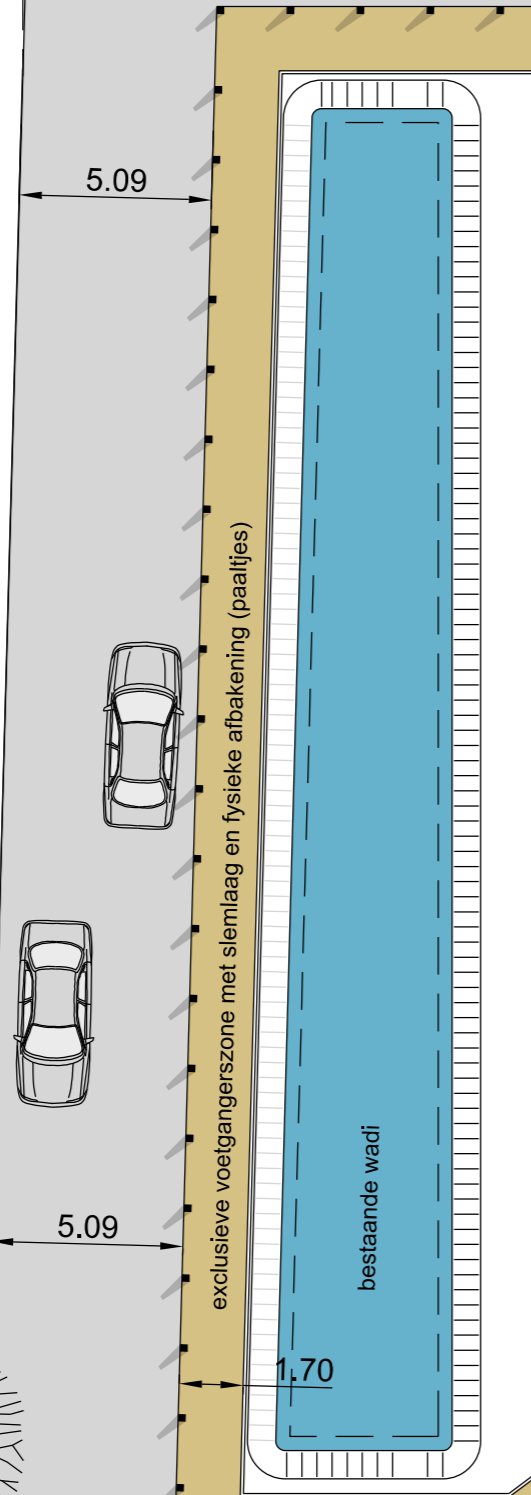 5.09
exclusieve voetgangerszone met slemlaag en fysieke afbakening (paaltjes)
bestaande wadi
5.09
1.70